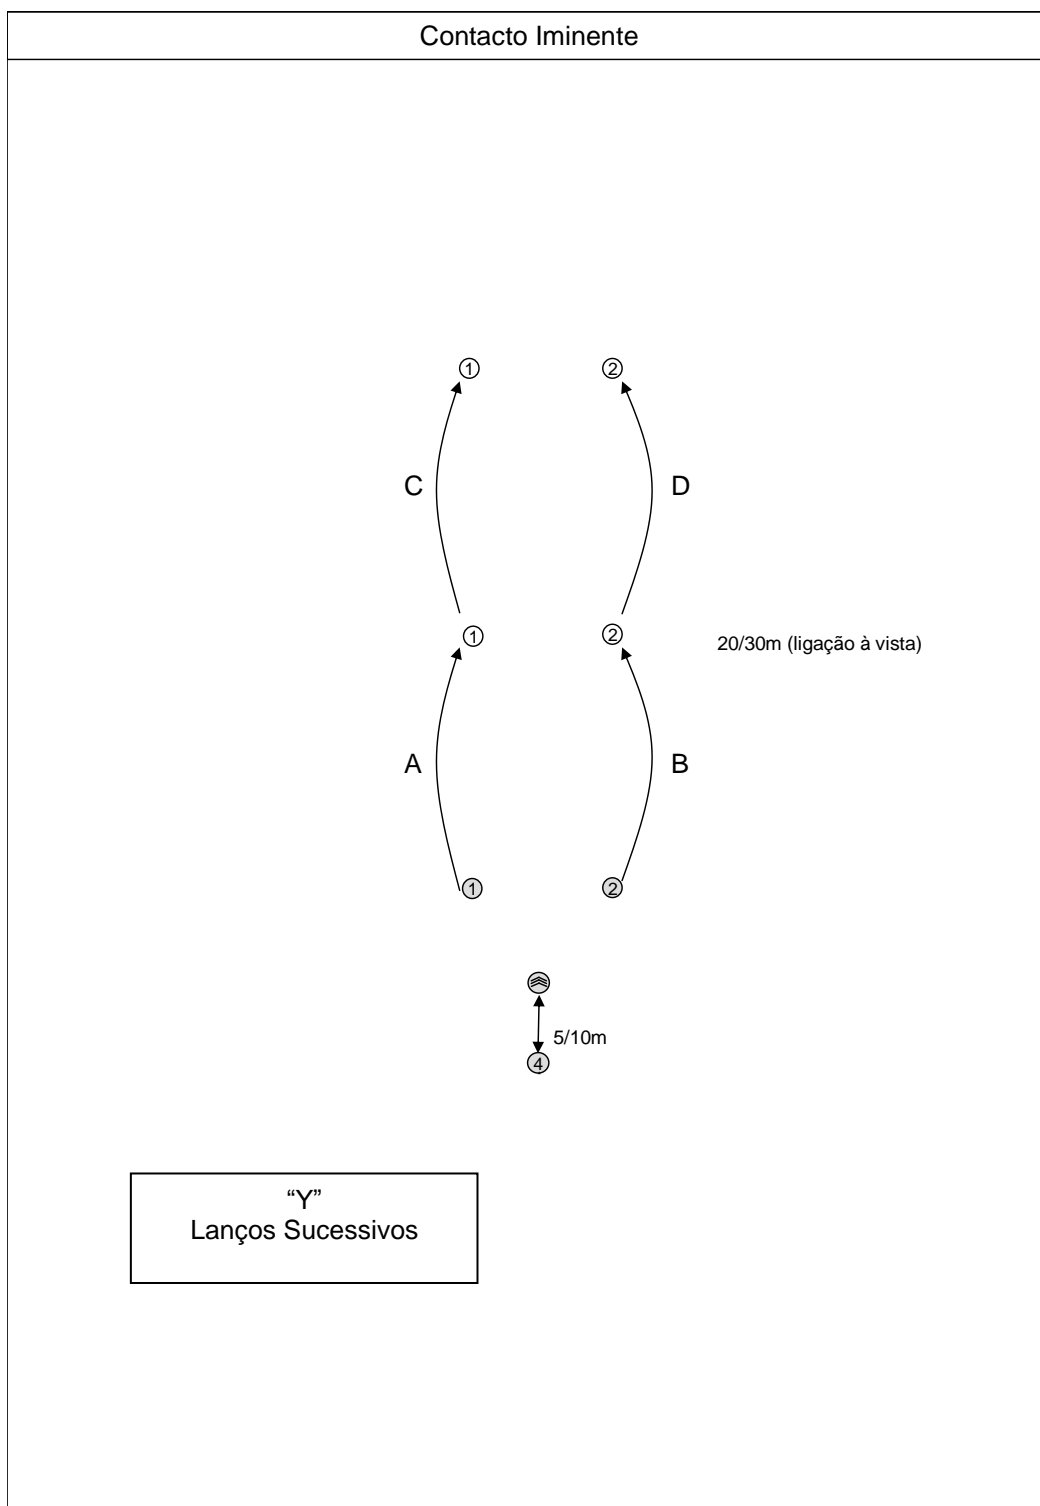 Contacto Iminente
1 2
C D
1 2
20/30m (ligação à vista)
A B
1 2
5/10m
4
“Y”
Lanços Sucessivos